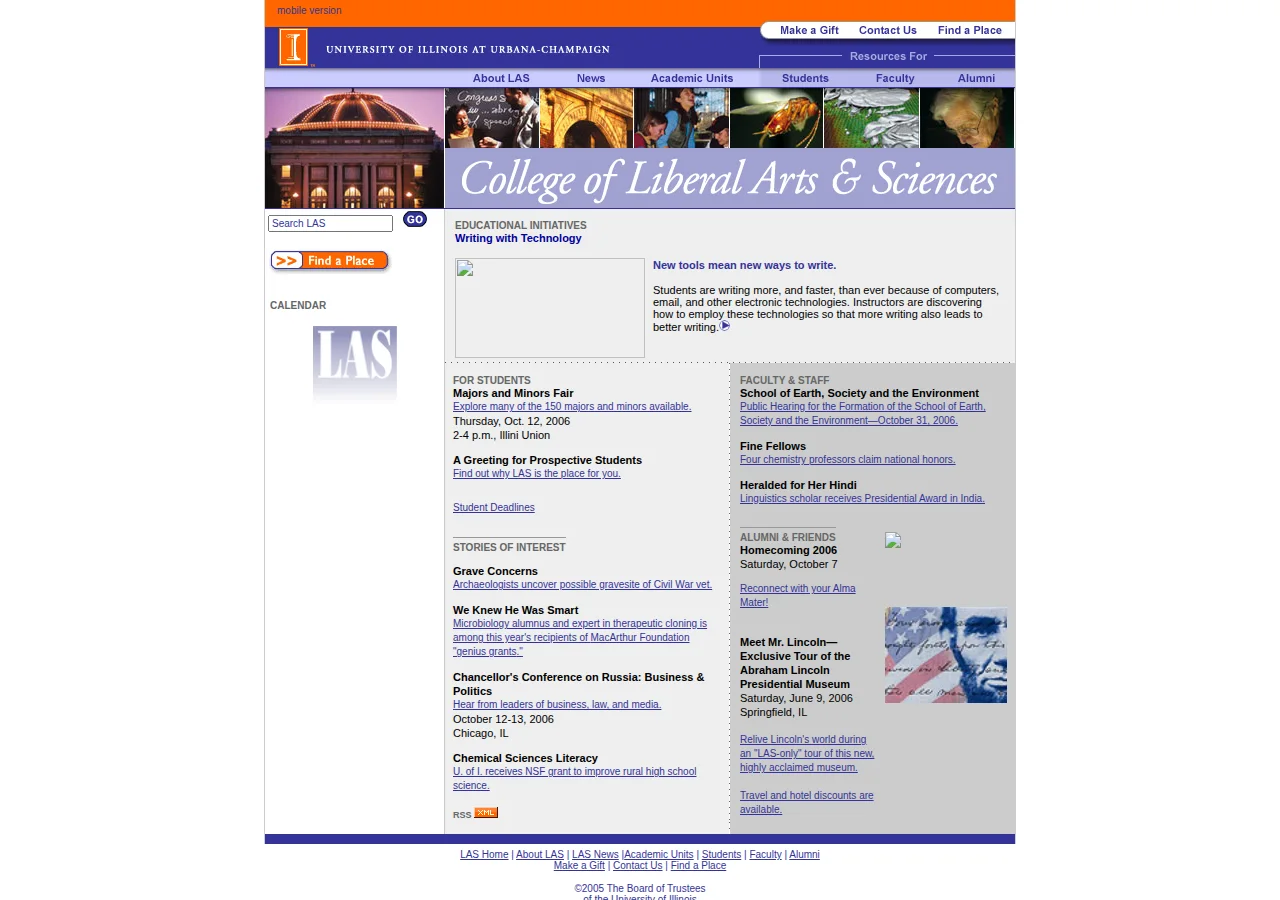 mobile version
Make a Gift
Contact Us
Find a Place
I
UNIVERSITY OF ILLINOIS AT URBANA-CHAMPAIGN
Resources For
About LAS
News
Academic Units
Students
Faculty
Alumni
Congress
speech
College of Liberal Arts & Sciences
Search LAS
GO
>> Find a Place
CALENDAR
LAS
EDUCATIONAL INITIATIVES
Writing with Technology
New tools mean new ways to write.
Students are writing more, and faster, than ever because of computers,
email, and other electronic technologies. Instructors are discovering
how to employ these technologies so that more writing also leads to
better writing.
FOR STUDENTS
Majors and Minors Fair
Explore many of the 150 majors and minors available.
Thursday, Oct. 12, 2006
2-4 p.m., Illini Union
A Greeting for Prospective Students
Find out why LAS is the place for you.
Student Deadlines
STORIES OF INTEREST
Grave Concerns
Archaeologists uncover possible gravesite of Civil War vet.
We Knew He Was Smart
Microbiology alumnus and expert in therapeutic cloning is
among this year's recipients of MacArthur Foundation
"genius grants."
Chancellor's Conference on Russia: Business &
Politics
Hear from leaders of business, law, and media.
October 12-13, 2006
Chicago, IL
Chemical Sciences Literacy
U. of I. receives NSF grant to improve rural high school
science.
RSS XML
FACULTY & STAFF
School of Earth, Society and the Environment
Public Hearing for the Formation of the School of Earth,
Society and the Environment—October 31, 2006.
Fine Fellows
Four chemistry professors claim national honors.
Heralded for Her Hindi
Linguistics scholar receives Presidential Award in India.
ALUMNI & FRIENDS
Homecoming 2006
Saturday, October 7
Reconnect with your Alma
Mater!
Meet Mr. Lincoln—
Exclusive Tour of the
Abraham Lincoln
Presidential Museum
Saturday, June 9, 2006
Springfield, IL
Relive Lincoln's world during
an "LAS-only" tour of this new,
highly acclaimed museum.
Travel and hotel discounts are
available.
LAS Home | About LAS | LAS News |Academic Units | Students | Faculty | Alumni
Make a Gift | Contact Us | Find a Place
©2005 The Board of Trustees
of the University of Illinois